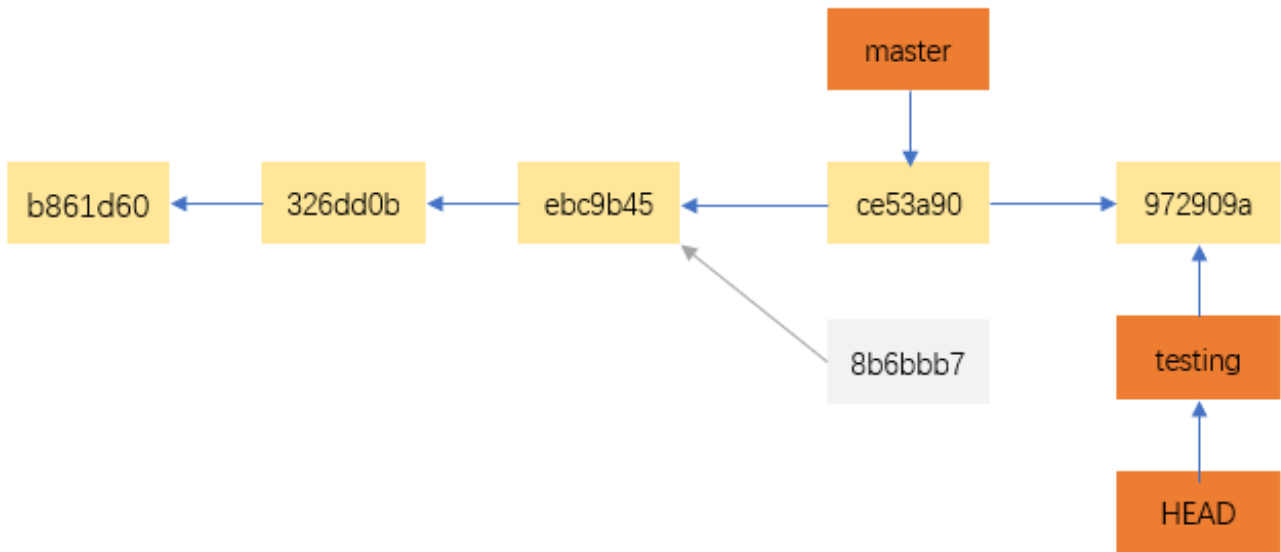 master
b861d60
326dd0b
ebc9b45
ce53a90
972909a
8b6bbb7
testing
HEAD